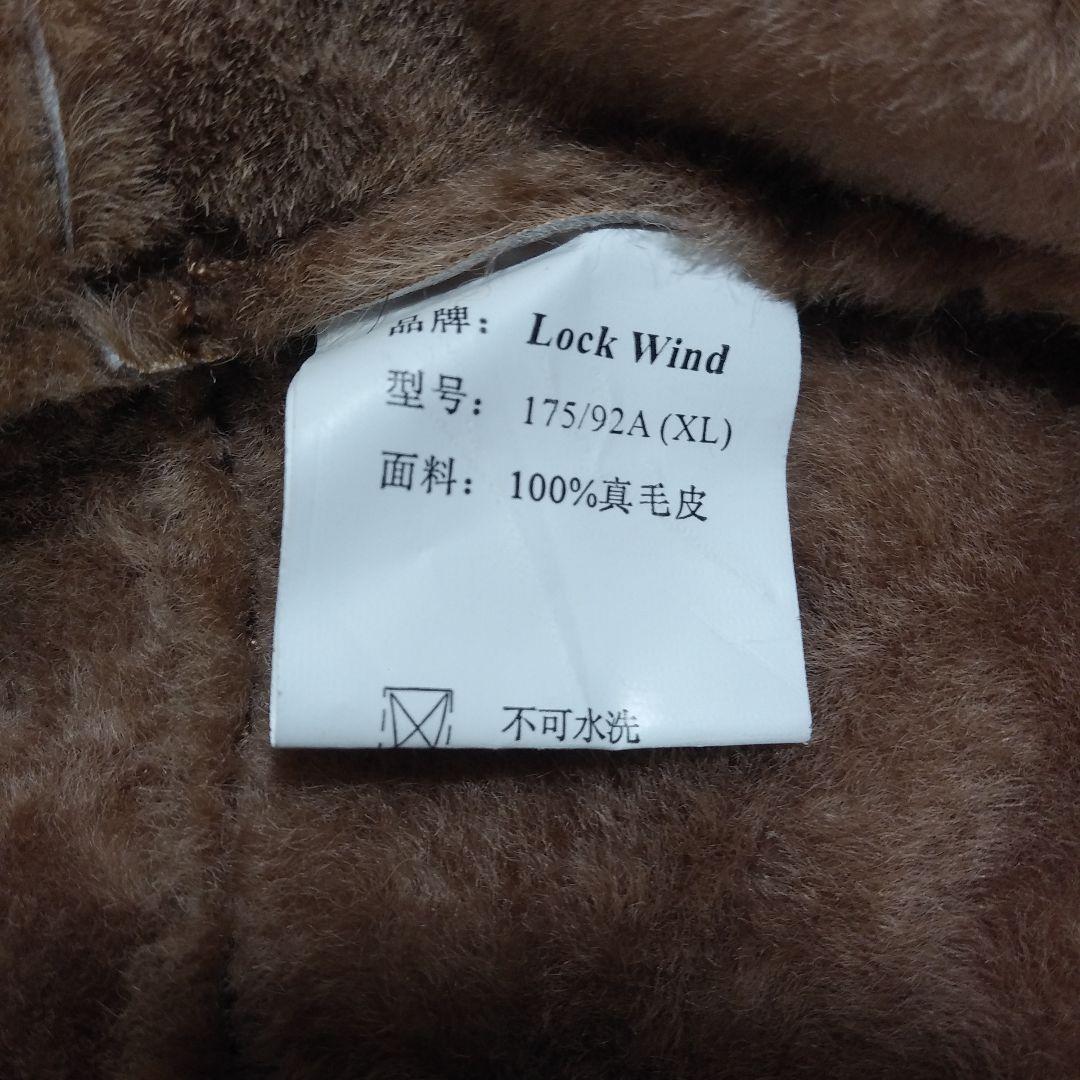 品牌： Lock Wind
型号： 175/92A (XL)
面料： 100%真毛皮
不可水洗